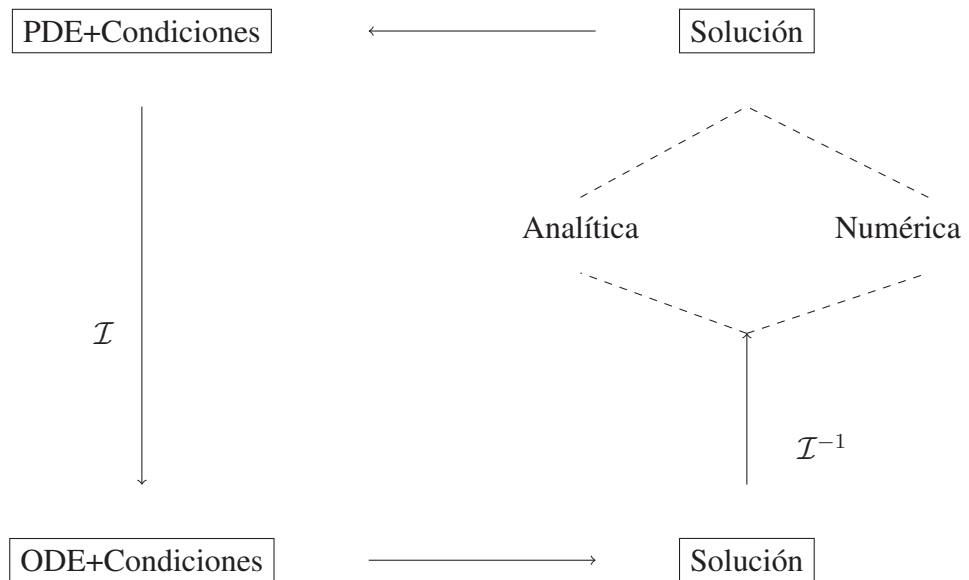 PDE+Condiciones
Solución
Analítica
Numérica
ℐ
ℐ⁻¹
ODE+Condiciones
Solución